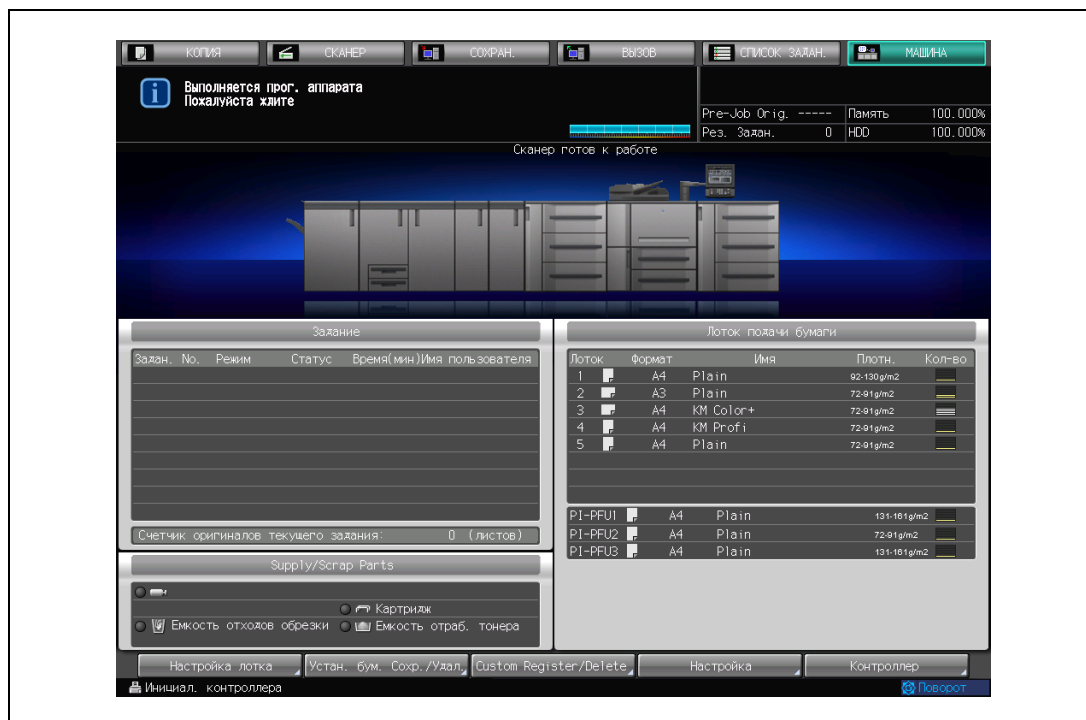 КОПИЯ СКАНЕР СОХРАН. ВЫЗОВ СПИСОК ЗАДАН. МАШИНА
Выполняется прог. аппарата
Пожалуйста ждите
Pre-Job Orig. ----- Память 100.000%
Рез. Задан. 0 HDD 100.000%
Сканер готов к работе
Задание
Задан. No. Режим Статус Время(мин) Имя пользователя
Счетчик оригиналов текущего задания: 0 (листов)
Supply/Scrap Parts
Картридж
Емкость отходов обрезки Емкость отраб. тонера
Лоток подачи бумаги
Лоток Формат Имя Плотн. Кол-во
1 A4 Plain 92-130g/m2
2 A3 Plain 72-91g/m2
3 A4 KM Color+ 72-91g/m2
4 A4 KM Profi 72-91g/m2
5 A4 Plain 72-91g/m2
PI-PFU1 A4 Plain 131-161g/m2
PI-PFU2 A4 Plain 72-91g/m2
PI-PFU3 A4 Plain 131-161g/m2
Настройка лотка Устан. бум. Сохр./Удал. Custom Register/Delete Настройка Контроллер
Инициал. контроллера Поворот